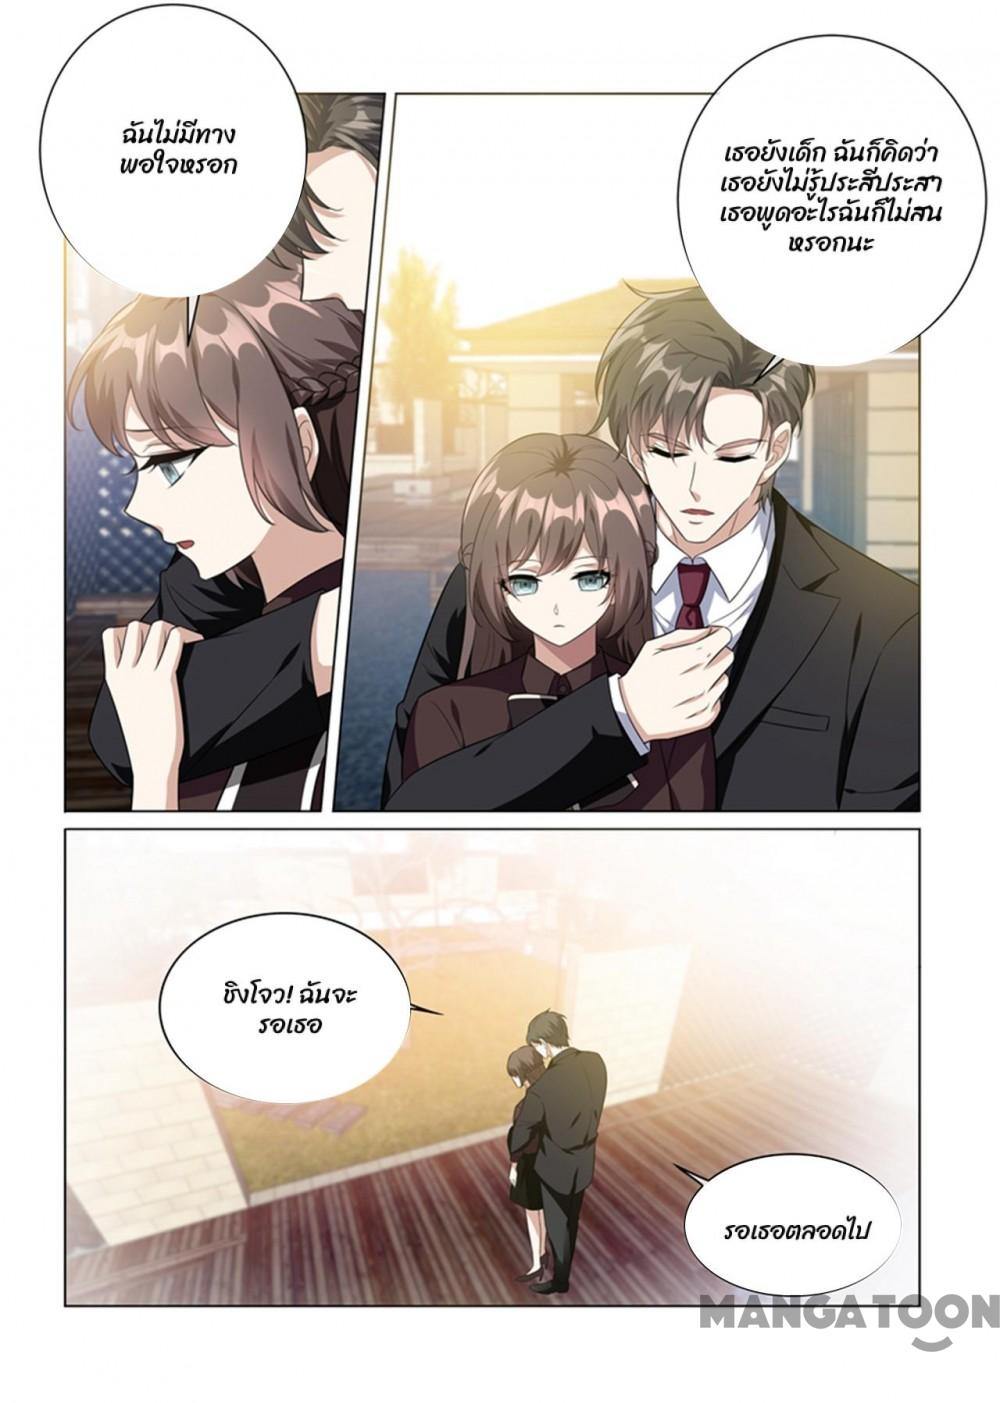 ฉันไม่มีทาง
พอใจหรอก
เธอยังเด็ก ฉันก็คิดว่า
เธอยังไม่รู้ประสีประสา
เธอพูดอะไรฉันก็ไม่สน
หรอกนะ
ชิงโจว! ฉันจะ
รอเธอ
รอเธอตลอดไป
MANGATOON